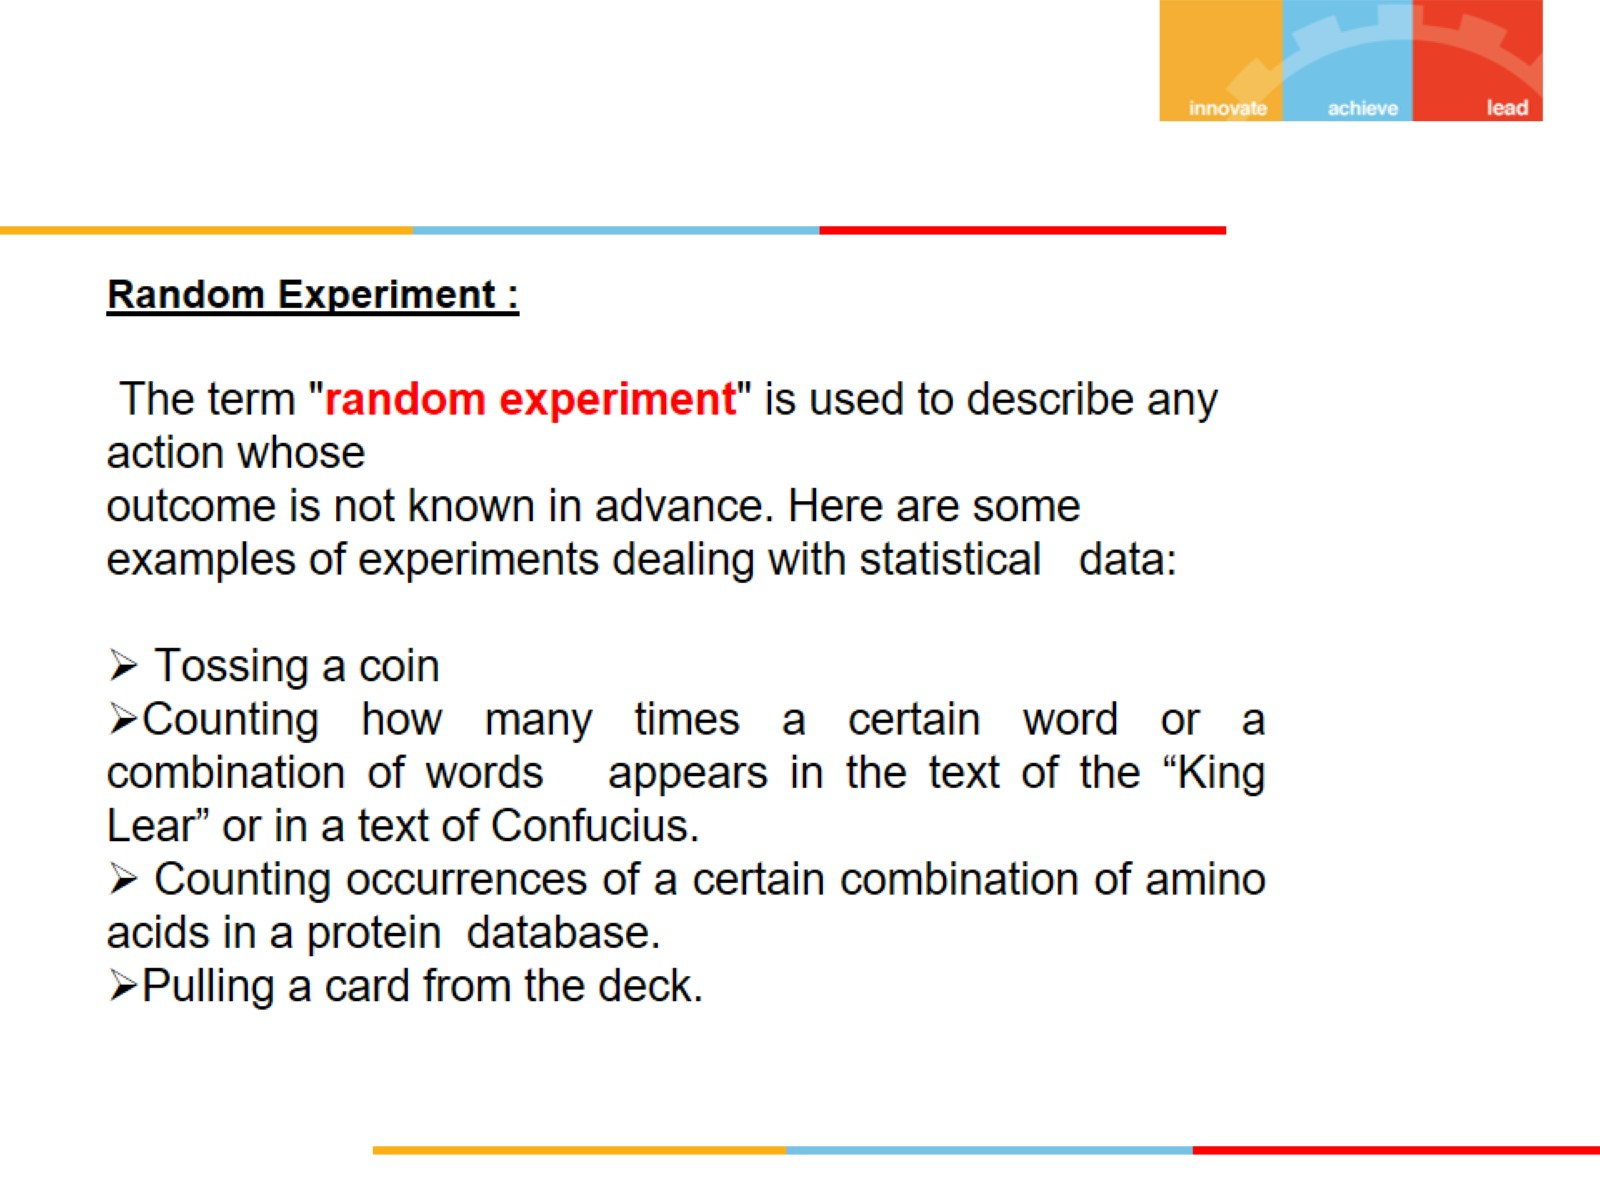 innovate achieve lead
Random Experiment :
The term "random experiment" is used to describe any
action whose
outcome is not known in advance. Here are some
examples of experiments dealing with statistical data:
➢ Tossing a coin
➢Counting how many times a certain word or a
combination of words appears in the text of the “King
Lear” or in a text of Confucius.
➢ Counting occurrences of a certain combination of amino
acids in a protein database.
➢Pulling a card from the deck.